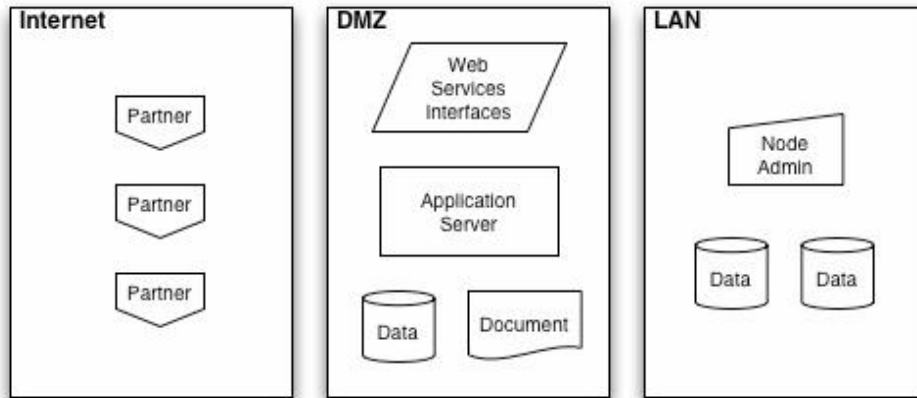 Internet
Partner
Partner
Partner
DMZ
Web
Services
Interfaces
Application
Server
Data
Document
LAN
Node
Admin
Data
Data